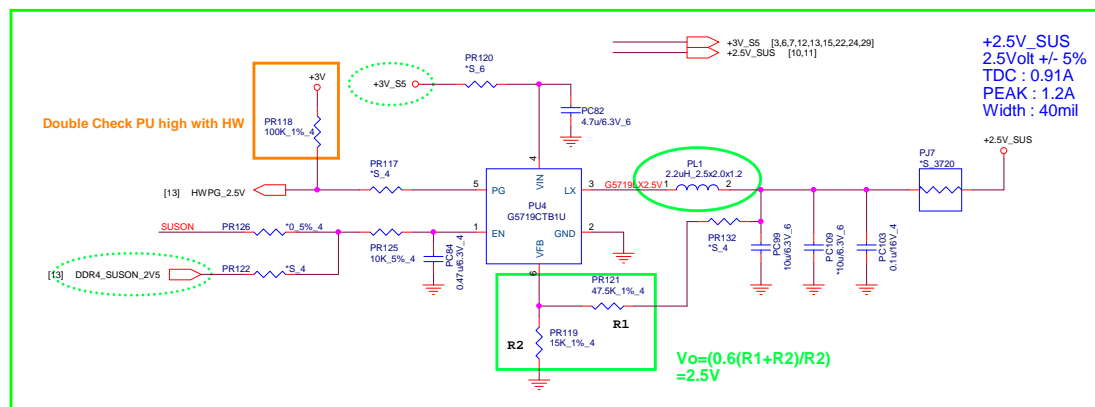 +3V_S5 [3,6,7,12,13,15,22,24,29]
+2.5V_SUS [10,11]
+2.5V_SUS
2.5Volt +/- 5%
TDC : 0.91A
PEAK : 1.2A
Width : 40mil
PR120
*S_6
+3V
+3V_S5
PC82
4.7u/6.3V_6
Double Check PU high with HW
PR118
100K_1%_4
+2.5V_SUS
PJ7
*S_3720
PL1
2.2uH_2.5x2.0x1.2
PR117
*S_4
4
VIN
[13] HWPG_2.5V
5
PG
LX
3
G5719LX2.5V
1
2
PU4
G5719CTB1U
SUSON
PR126
*0_5%_4
1
EN
GND
2
PR132
*S_4
PR125
10K_5%_4
PC84
0.47u/6.3V_4
VFB
6
PC99
10u/6.3V_6
PC109
*10u/6.3V_6
PC103
0.1u/16V_4
[13] DDR4_SUSON_2V5
PR122
*S_4
PR121
47.5K_1%_4
R1
R2
PR119
15K_1%_4
Vo=(0.6(R1+R2)/R2)
=2.5V